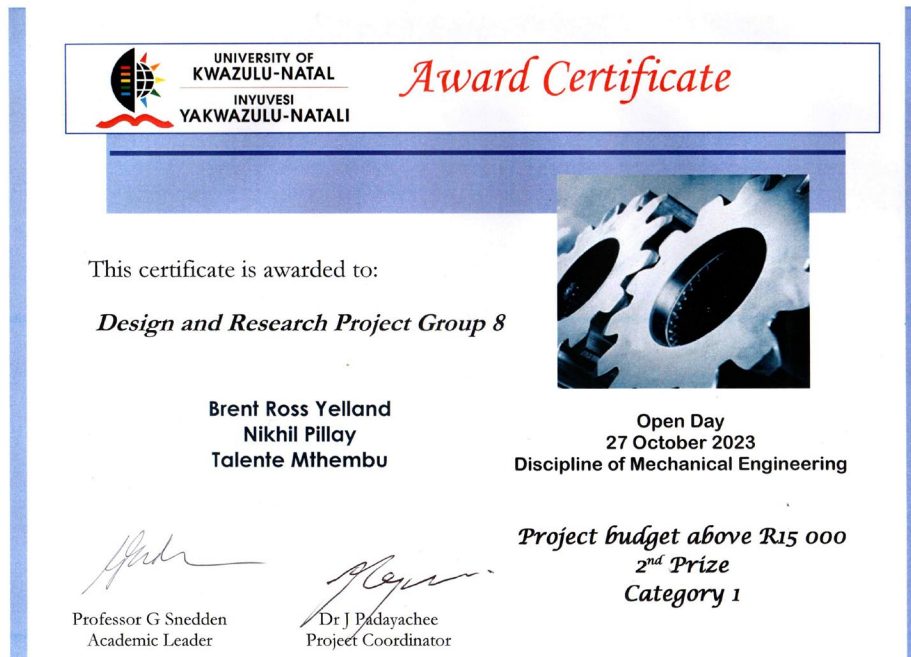 UNIVERSITY OF
KWAZULU-NATAL
INYUVESI
YAKWAZULU-NATALI
Award Certificate
This certificate is awarded to:
Design and Research Project Group 8
Brent Ross Yelland
Nikhil Pillay
Talente Mthembu
Open Day
27 October 2023
Discipline of Mechanical Engineering
Project budget above R15 000
2nd Prize
Category 1
Professor G Snedden
Academic Leader
Dr J Padayachee
Project Coordinator